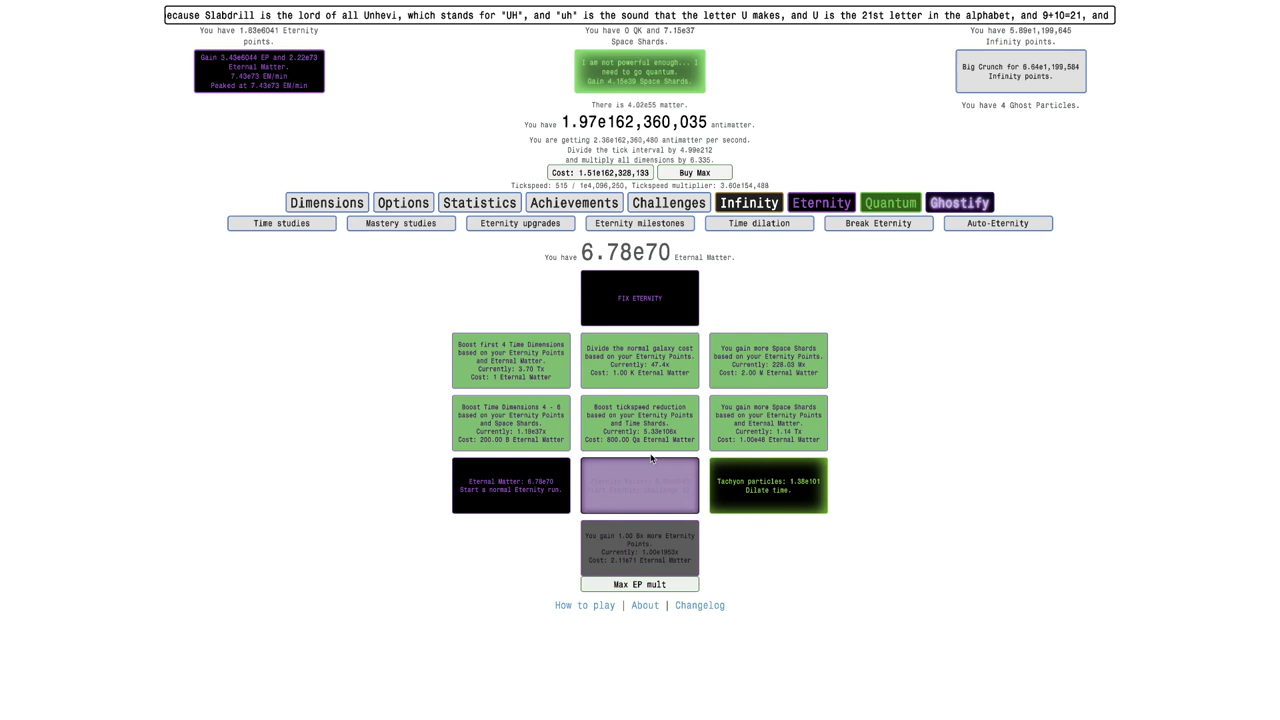 ecause Slabdrill is the lord of all Unhevi, which stands for "UH", and "uh" is the sound that the letter U makes, and U is the 21st letter in the alphabet, and 9+10=21, and
You have 1.83e6041 Eternity points.
Gain 3.43e6044 EP and 2.22e73
Eternal Matter.
7.43e73 EM/min
Peaked at 7.43e73 EM/min
You have 0 QK and 7.15e37
Space Shards.
I am not powerful enough... I
need to go quantum.
Gain 4.15e39 Space Shards.
You have 5.89e1,199,645
Infinity points.
Big Crunch for 6.64e1,199,584
Infinity points.
You have 4 Ghost Particles.
There is 4.02e55 matter.
You have 1.97e162,360,035 antimatter.
You are getting 2.36e162,360,480 antimatter per second.
Divide the tick interval by 4.99e212
and multiply all dimensions by 6.335.
Cost: 1.51e162,328,133 Buy Max
Tickspeed: 515 / 1e4,096,250, Tickspeed multiplier: 3.60e154,488
Dimensions Options Statistics Achievements Challenges Infinity Eternity Quantum Ghostify
Time studies Mastery studies Eternity upgrades Eternity milestones Time dilation Break Eternity Auto-Eternity
You have 6.78e70 Eternal Matter.
FIX ETERNITY
Boost first 4 Time Dimensions
based on your Eternity Points
and Eternal Matter.
Currently: 3.70 Tx
Cost: 1 Eternal Matter
Divide the normal galaxy cost
based on your Eternity Points.
Currently: 47.4x
Cost: 1.00 K Eternal Matter
You gain more Space Shards
based on your Eternity Points.
Currently: 228.03 Mx
Cost: 2.00 M Eternal Matter
Boost Time Dimensions 4 - 6
based on your Eternity Points
and Space Shards.
Currently: 1.19e37x
Cost: 200.00 B Eternal Matter
Boost tickspeed reduction
based on your Eternity Points
and Time Shards.
Currently: 5.33e106x
Cost: 800.00 Qa Eternal Matter
You gain more Space Shards
based on your Eternity Points
and Eternal Matter.
Currently: 1.14 Tx
Cost: 1.00e48 Eternal Matter
Eternal Matter: 6.78e70
Start a normal Eternity run.
Tachyon particles: 1.38e101
Dilate time.
You gain 1.00 Bx more Eternity
Points.
Currently: 1.00e1953x
Cost: 2.11e71 Eternal Matter
Max EP mult
How to play | About | Changelog